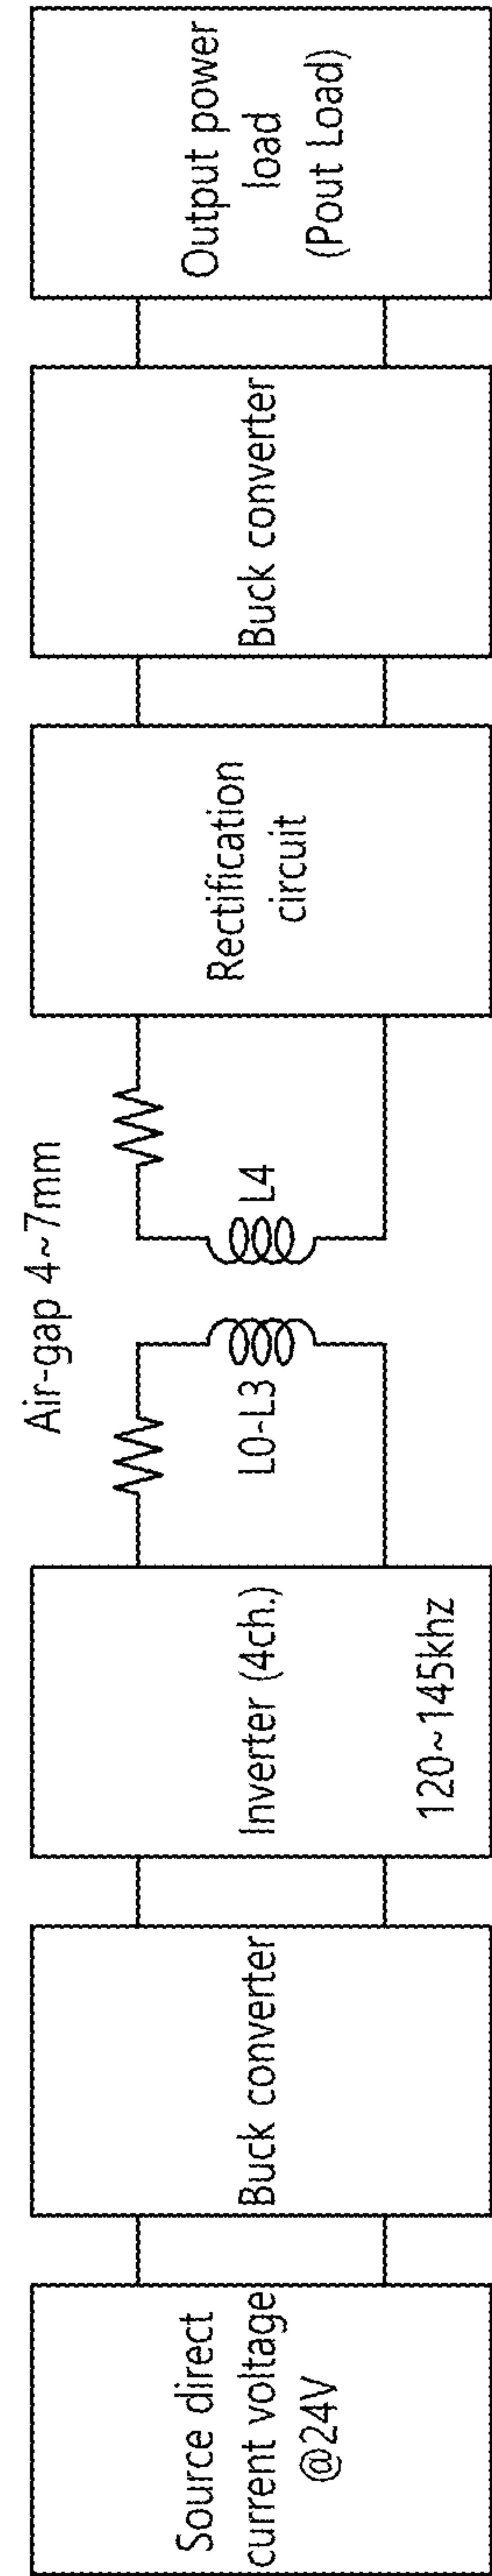 Source direct
current voltage
@24V
Buck converter
Inverter (4ch.)
120~145khz
Air-gap 4~7mm
L0-L3
L4
Rectification
circuit
Buck converter
Output power
load
(Pout Load)